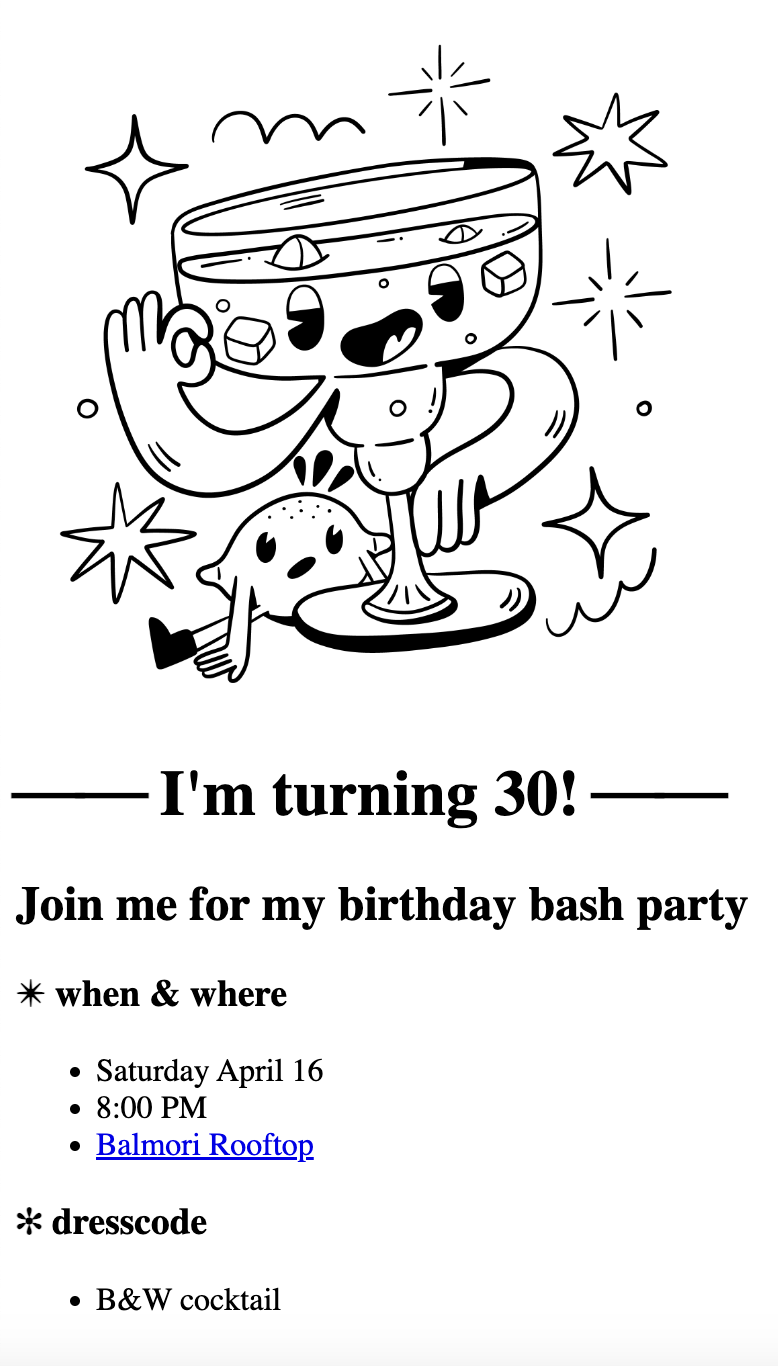 —— I'm turning 30! ——
Join me for my birthday bash party
✴ when & where
• Saturday April 16
• 8:00 PM
• Balmori Rooftop
✼ dresscode
• B&W cocktail